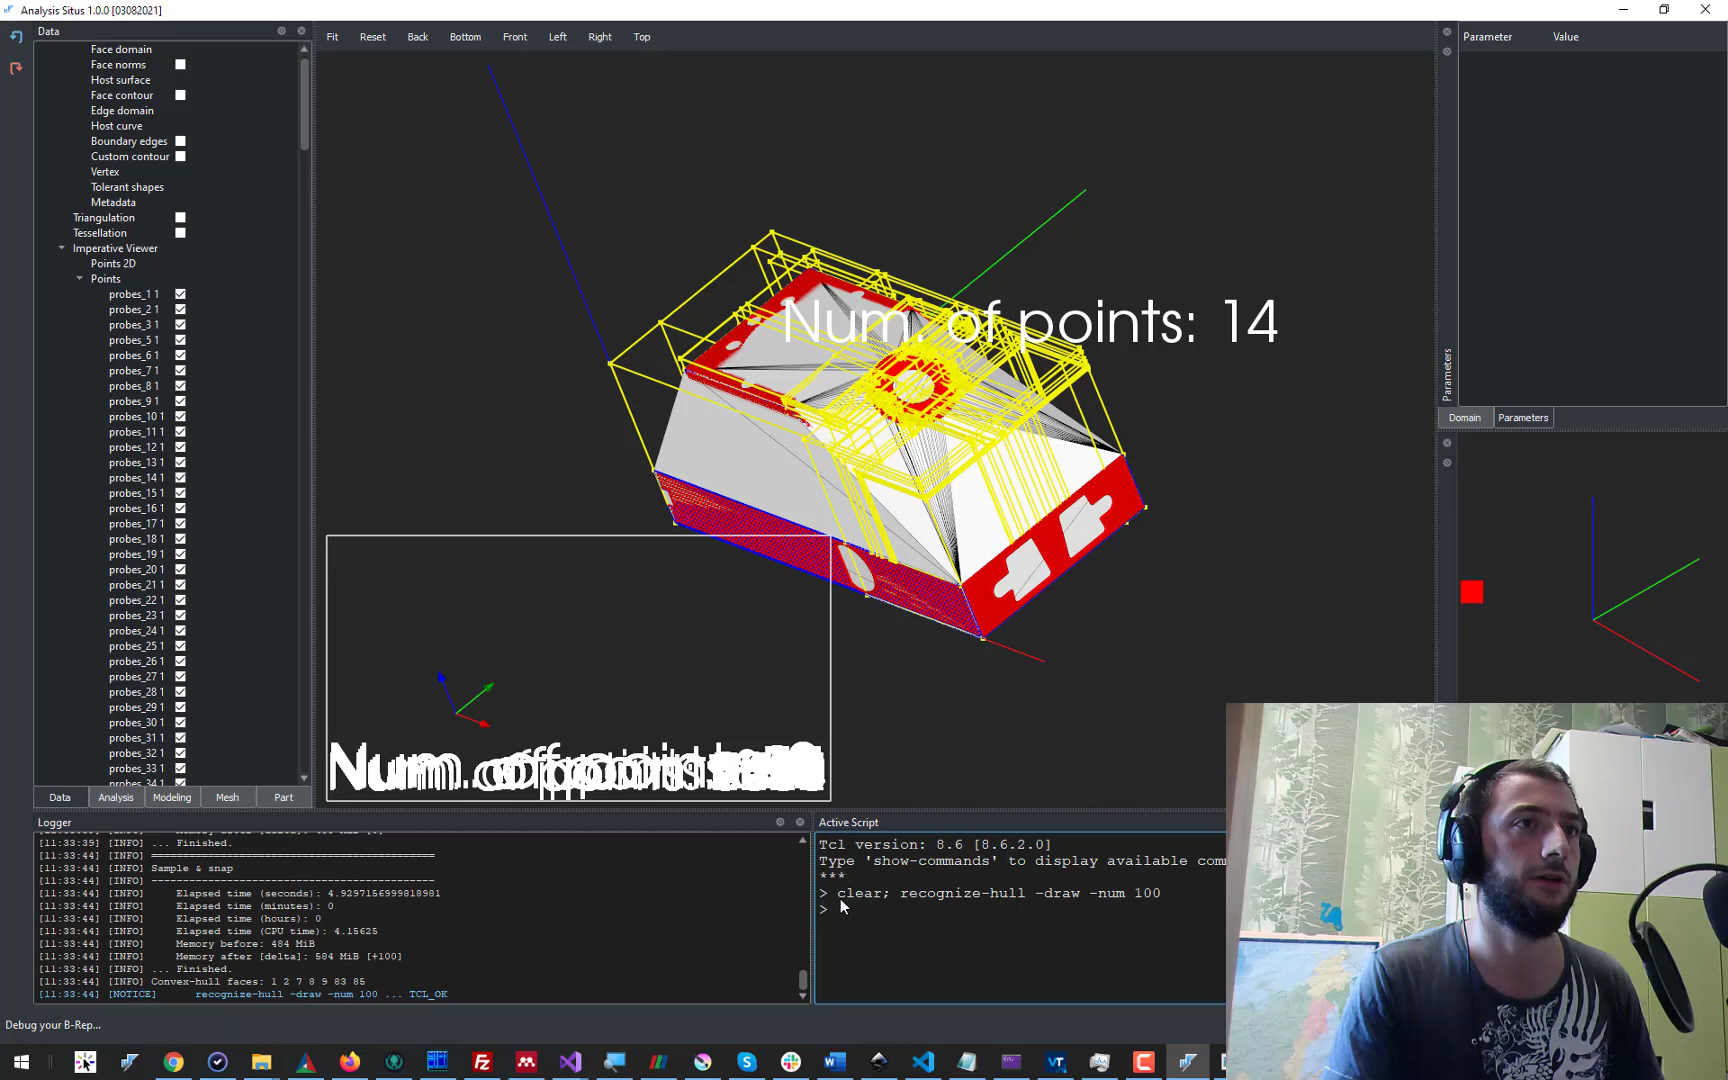 Analysis Situs 1.0.0 [03082021]
Data
Face domain
Face norms
Host surface
Face contour
Edge domain
Host curve
Boundary edges
Custom contour
Vertex
Tolerant shapes
Metadata
Triangulation
Tessellation
Imperative Viewer
Points 2D
Points
probes_1 1
probes_2 1
probes_3 1
probes_5 1
probes_6 1
probes_7 1
probes_8 1
probes_9 1
probes_10 1
probes_11 1
probes_12 1
probes_13 1
probes_14 1
probes_15 1
probes_16 1
probes_17 1
probes_18 1
probes_19 1
probes_20 1
probes_21 1
probes_22 1
probes_23 1
probes_24 1
probes_25 1
probes_26 1
probes_27 1
probes_28 1
probes_29 1
probes_30 1
probes_31 1
probes_32 1
probes_33 1
probes_34 1
Data Analysis Modeling Mesh Part
Fit Reset Back Bottom Front Left Right Top
Num. of points: 14
Parameter Value
Parameters
Domain Parameters
Logger
[11:33:39] [INFO] ... Finished.
[11:33:44] [INFO] ============================================
[11:33:44] [INFO] Sample & snap
[11:33:44] [INFO] --------------------------------------------
[11:33:44] [INFO] Elapsed time (seconds): 4.9297156999818981
[11:33:44] [INFO] Elapsed time (minutes): 0
[11:33:44] [INFO] Elapsed time (hours): 0
[11:33:44] [INFO] Elapsed time (CPU time): 4.15625
[11:33:44] [INFO] Memory before: 484 MiB
[11:33:44] [INFO] Memory after [delta]: 584 MiB [+100]
[11:33:44] [INFO] ... Finished.
[11:33:44] [INFO] Convex-hull faces: 1 2 7 8 9 83 85
[11:33:44] [NOTICE] recognize-hull -draw -num 100 ... TCL_OK
Active Script
Tcl version: 8.6 [8.6.2.0]
Type 'show-commands' to display available com
***
> clear; recognize-hull -draw -num 100
>
Debug your B-Rep...